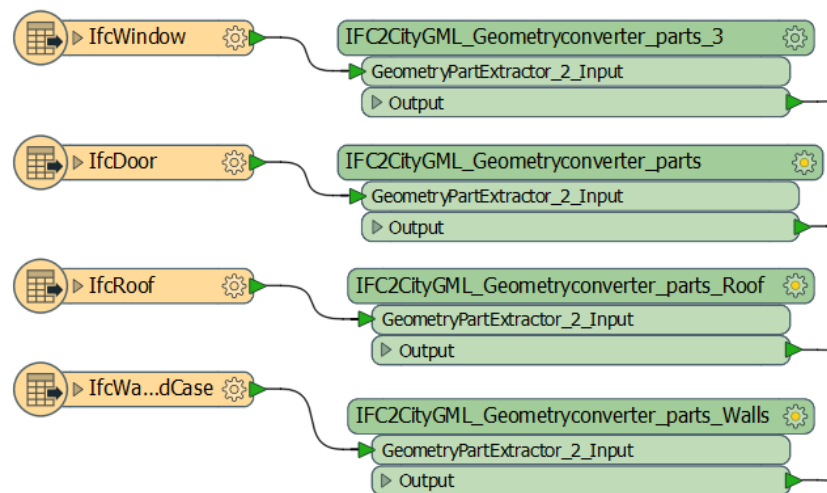 IfcWindow
IFC2CityGML_Geometryconverter_parts_3
GeometryPartExtractor_2_Input
Output
IfcDoor
IFC2CityGML_Geometryconverter_parts
GeometryPartExtractor_2_Input
Output
IfcRoof
IFC2CityGML_Geometryconverter_parts_Roof
GeometryPartExtractor_2_Input
Output
IfcWa...dCase
IFC2CityGML_Geometryconverter_parts_Walls
GeometryPartExtractor_2_Input
Output